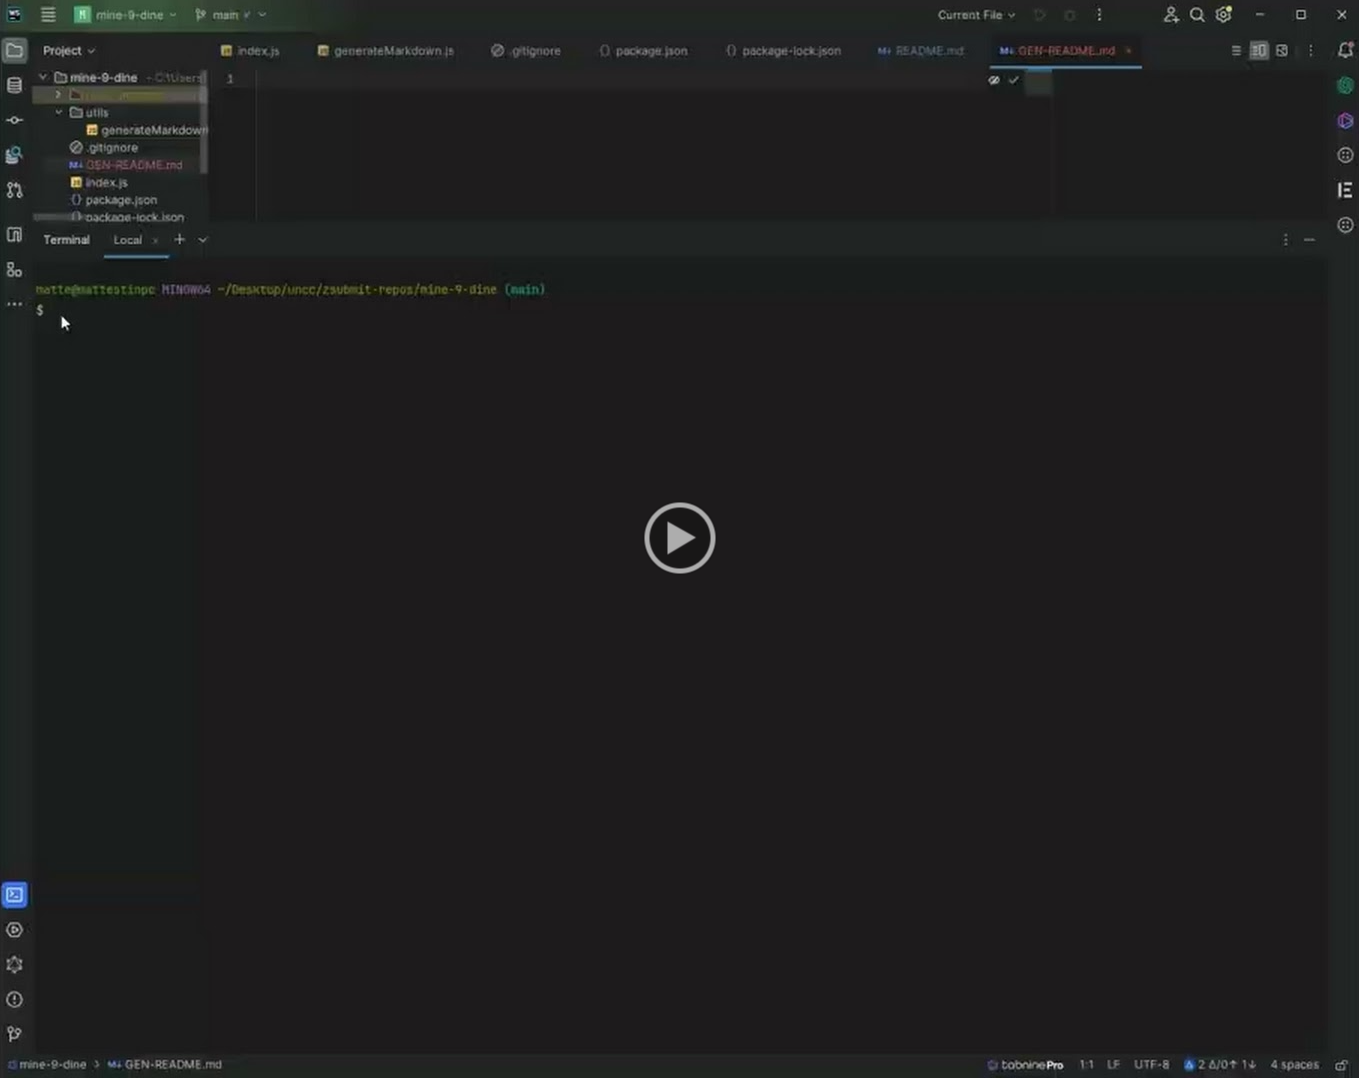 WS M mine-9-dine main Current File
Project index.js generateMarkdown.js .gitignore package.json package-lock.json README.md GEN-README.md
mine-9-dine - C:\Users\ 1
utils
generateMarkdown
.gitignore
GEN-README.md
index.js
package.json
package-lock.json
Terminal Local
matte@mattestinpc MINGW64 ~/Desktop/uncc/zsubmit-repos/mine-9-dine (main)
$
mine-9-dine > GEN-README.md tabninePro 1:1 LF UTF-8 2 Δ/0↑ 1↓ 4 spaces